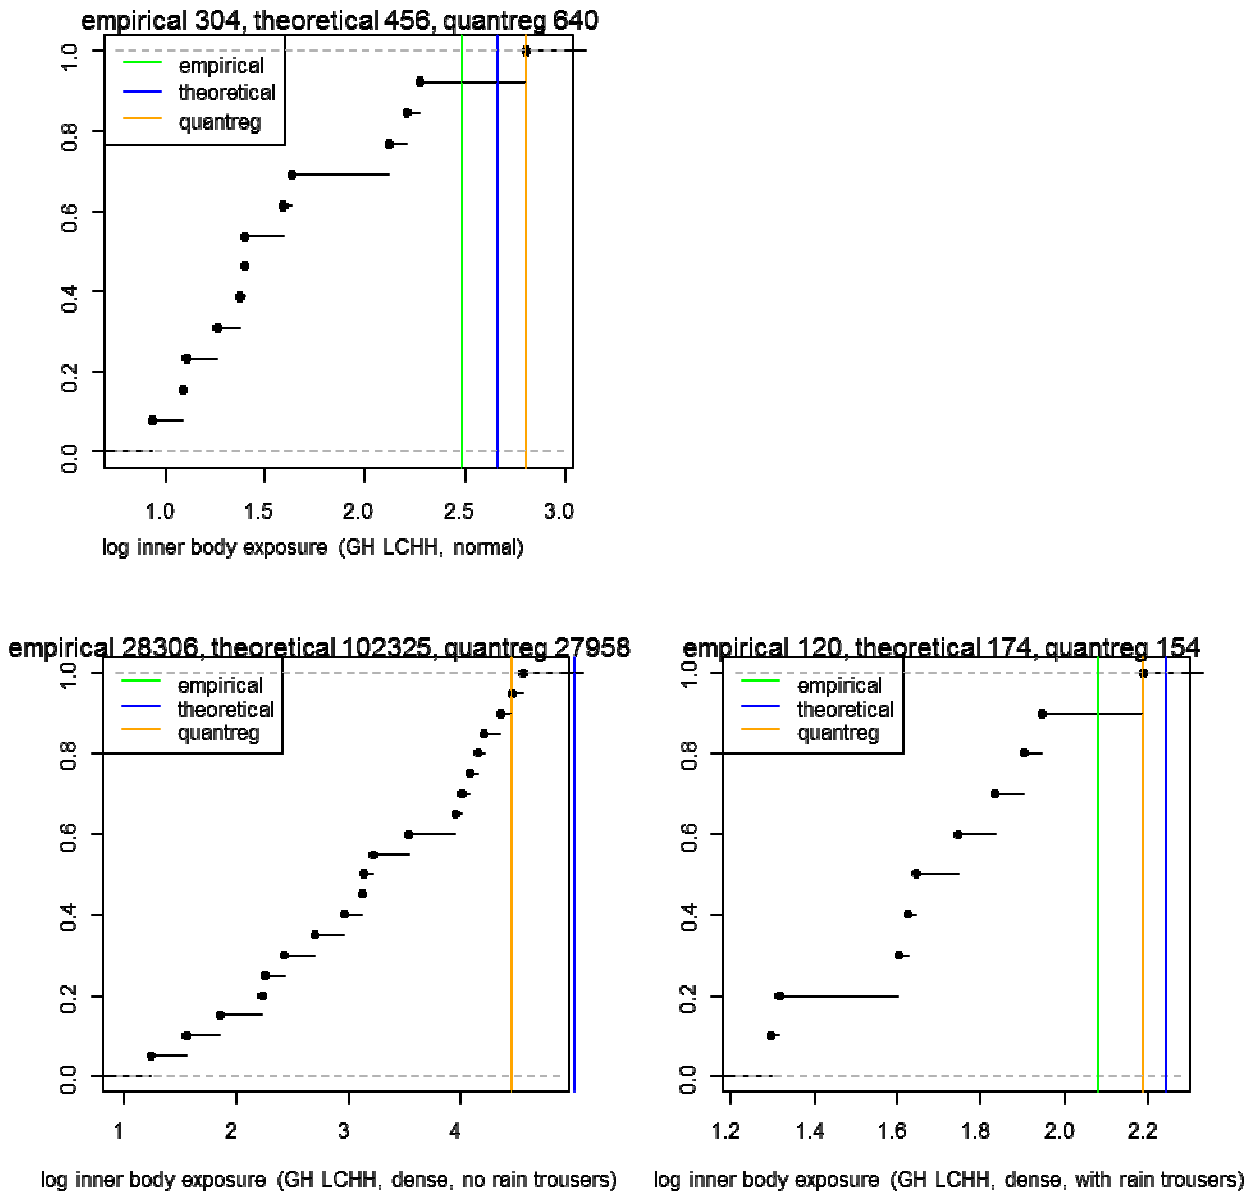 empirical 304, theoretical 456, quantreg 640
1.0
0.8
0.6
0.4
0.2
0.0
empirical
theoretical
quantreg
1.0 1.5 2.0 2.5 3.0
log inner body exposure (GH LCHH, normal)
empirical 28306, theoretical 102325, quantreg 27958
1.0
0.8
0.6
0.4
0.2
0.0
empirical
theoretical
quantreg
1 2 3 4
log inner body exposure (GH LCHH, dense, no rain trousers)
empirical 120, theoretical 174, quantreg 154
1.0
0.8
0.6
0.4
0.2
0.0
empirical
theoretical
quantreg
1.2 1.4 1.6 1.8 2.0 2.2
log inner body exposure (GH LCHH, dense, with rain trousers)